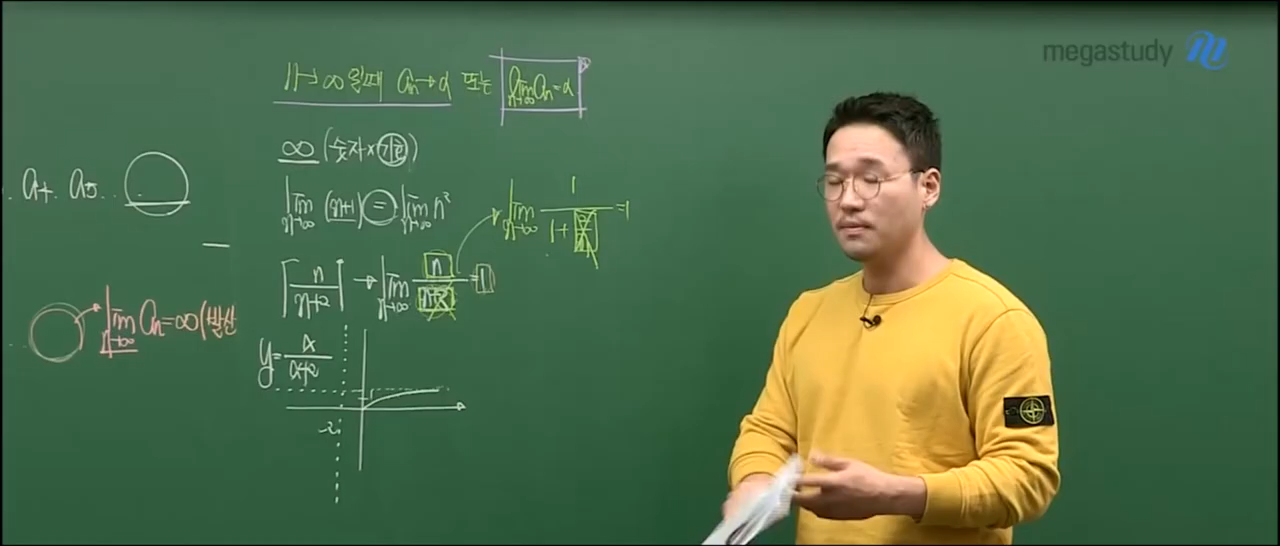 megastudy
n→∞ 일때 aₙ→α 또는 lim n→∞ aₙ=α
∞ (숫자×기호)
a₄. a₅...
lim n→∞ (n+1) = lim n→∞ n²
lim n→∞ 1/(1+2/n) =1
n/(n+2) → lim n→∞ n/(n+2) =1
lim n→∞ aₙ=∞ (발산
y= x/(x+2)
-2